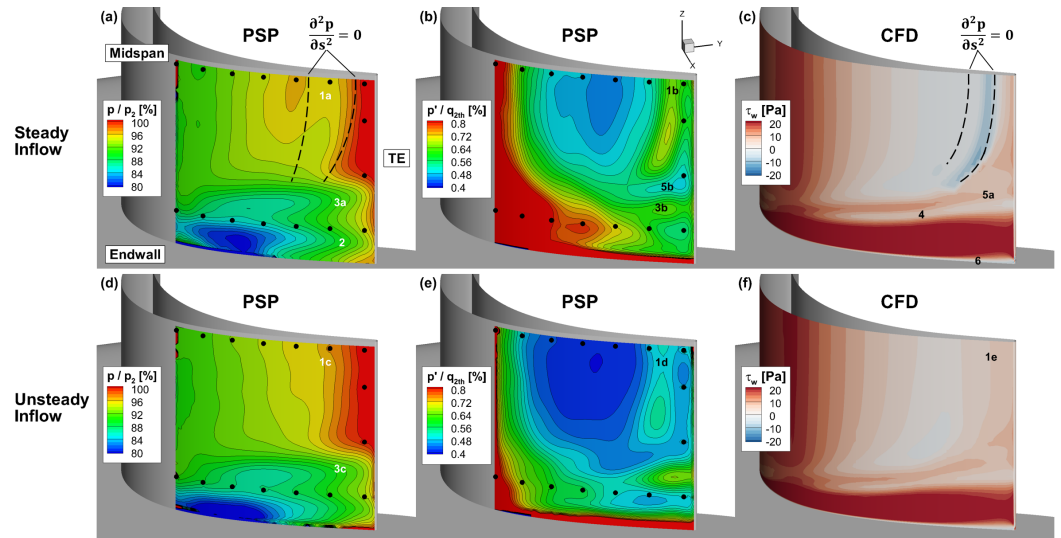 (a)
PSP
∂²p/∂s² = 0
Midspan
1a
p / p₂ [%]
100
96
92
88
84
80
3a
2
Endwall
TE
Steady
Inflow
(b)
PSP
Z
Y
X
1b
p' / q₂th [%]
0.8
0.72
0.64
0.56
0.48
0.4
5b
3b
(c)
CFD
∂²p/∂s² = 0
τw [Pa]
20
10
0
-10
-20
5a
4
6
(d)
PSP
1c
p / p₂ [%]
100
96
92
88
84
80
3c
Unsteady
Inflow
(e)
PSP
1d
p' / q₂th [%]
0.8
0.72
0.64
0.56
0.48
0.4
(f)
CFD
1e
τw [Pa]
20
10
0
-10
-20